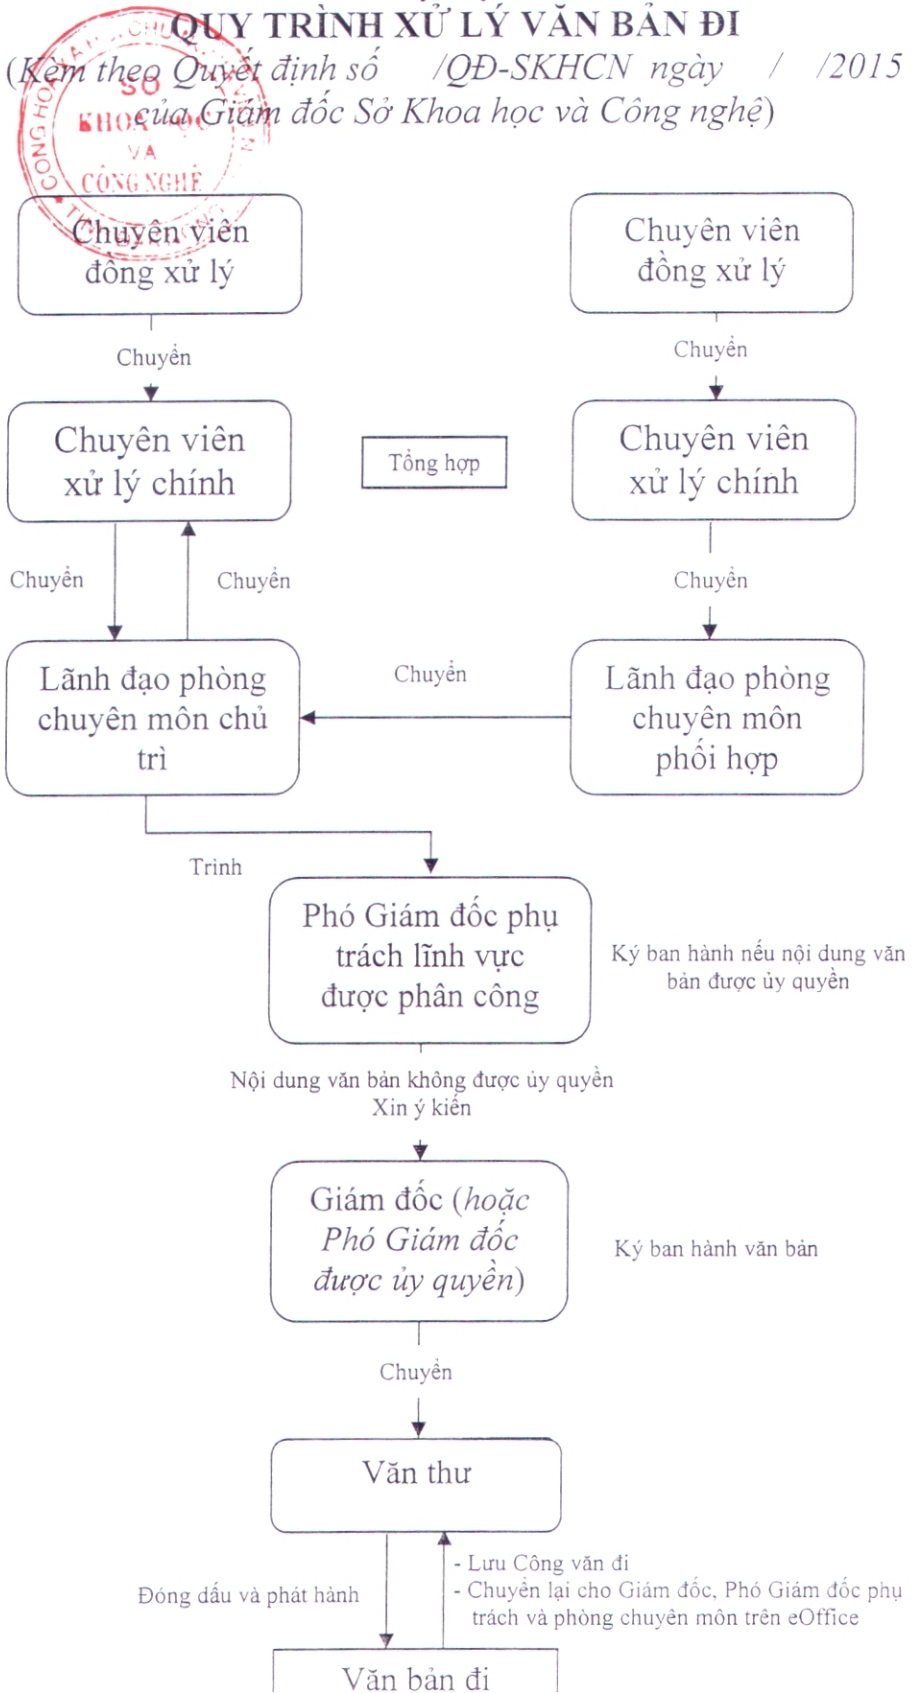 QUY TRÌNH XỬ LÝ VĂN BẢN ĐI
(Kèm theo Quyết định số /QĐ-SKHCN ngày / /2015
của Giám đốc Sở Khoa học và Công nghệ)
SỞ
KHOA HỌC
VÀ
CÔNG NGHỆ
Chuyên viên
đồng xử lý
Chuyên viên
đồng xử lý
Chuyển
Chuyển
Chuyên viên
xử lý chính
Tổng hợp
Chuyên viên
xử lý chính
Chuyển
Chuyển
Chuyển
Lãnh đạo phòng
chuyên môn chủ
trì
Chuyển
Lãnh đạo phòng
chuyên môn
phối hợp
Trình
Phó Giám đốc phụ
trách lĩnh vực
được phân công
Ký ban hành nếu nội dung văn
bản được ủy quyền
Nội dung văn bản không được ủy quyền
Xin ý kiến
Giám đốc (hoặc
Phó Giám đốc
được ủy quyền)
Ký ban hành văn bản
Chuyển
Văn thư
Đóng dấu và phát hành
- Lưu Công văn đi
- Chuyển lại cho Giám đốc, Phó Giám đốc phụ
trách và phòng chuyên môn trên eOffice
Văn bản đi